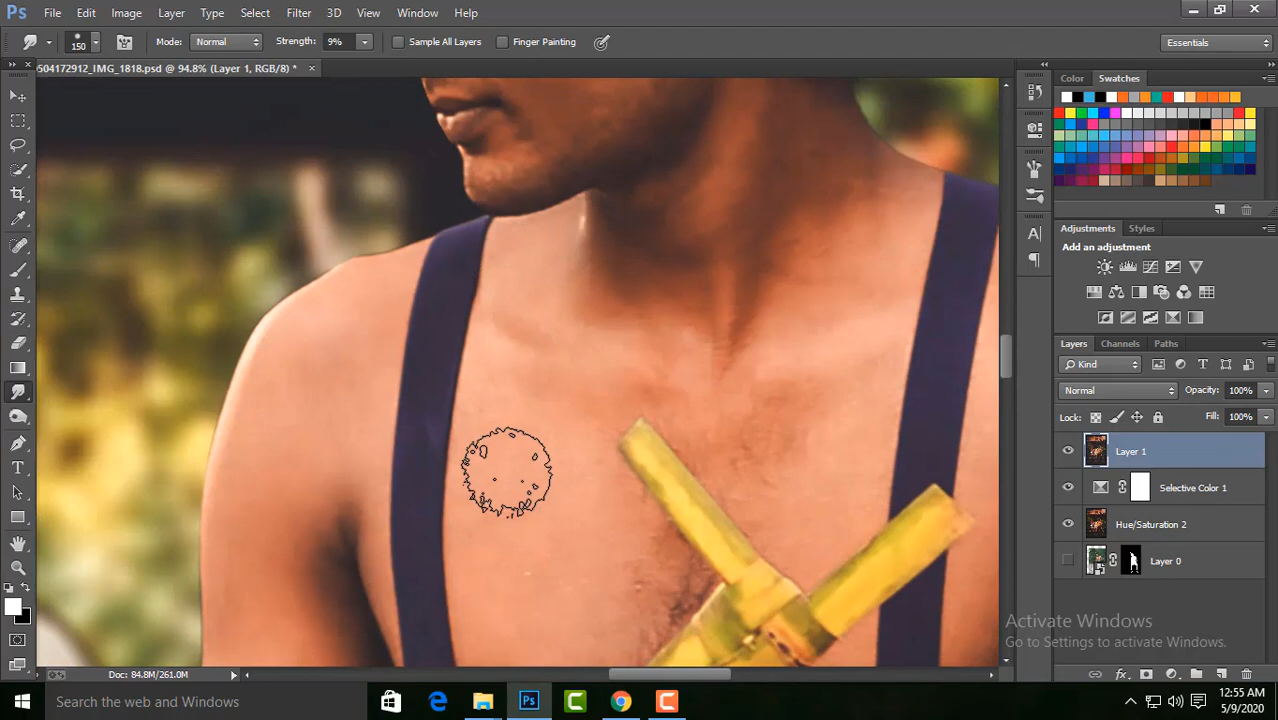 Ps File Edit Image Layer Type Select Filter 3D View Window Help
150 Mode: Normal Strength: 9% Sample All Layers Finger Painting Essentials
504172912_IMG_1818.psd @ 94.8% (Layer 1, RGB/8) *
Color Swatches
Adjustments Styles
Add an adjustment
Layers Channels Paths
Kind
Normal Opacity: 100%
Lock: Fill: 100%
Layer 1
Selective Color 1
Hue/Saturation 2
Layer 0
Activate Windows
Go to Settings to activate Windows.
Doc: 84.8M/261.0M
Search the web and Windows
Ps
12:55 AM
5/9/2020